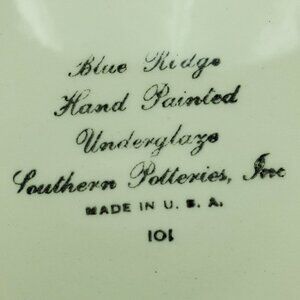 Blue Ridge
Hand Painted
Underglaze
Southern Potteries, Inc
MADE IN U. S. A.
101